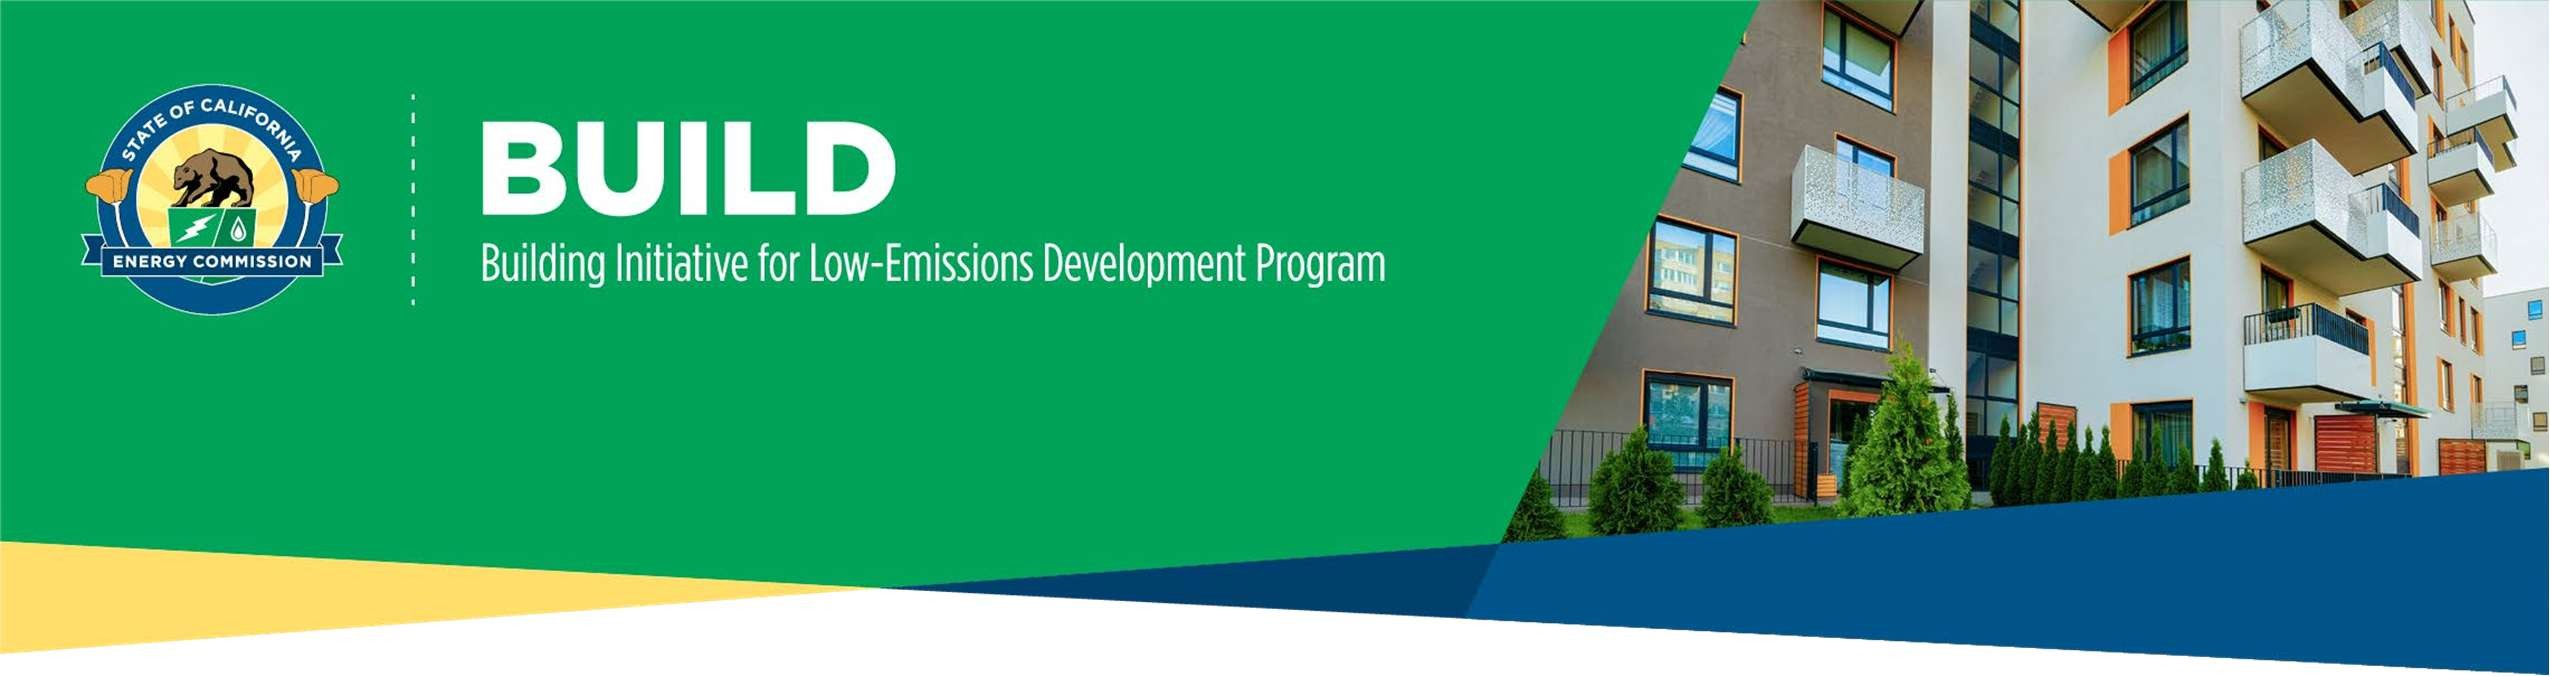 STATE OF CALIFORNIA
ENERGY COMMISSION
BUILD
Building Initiative for Low-Emissions Development Program